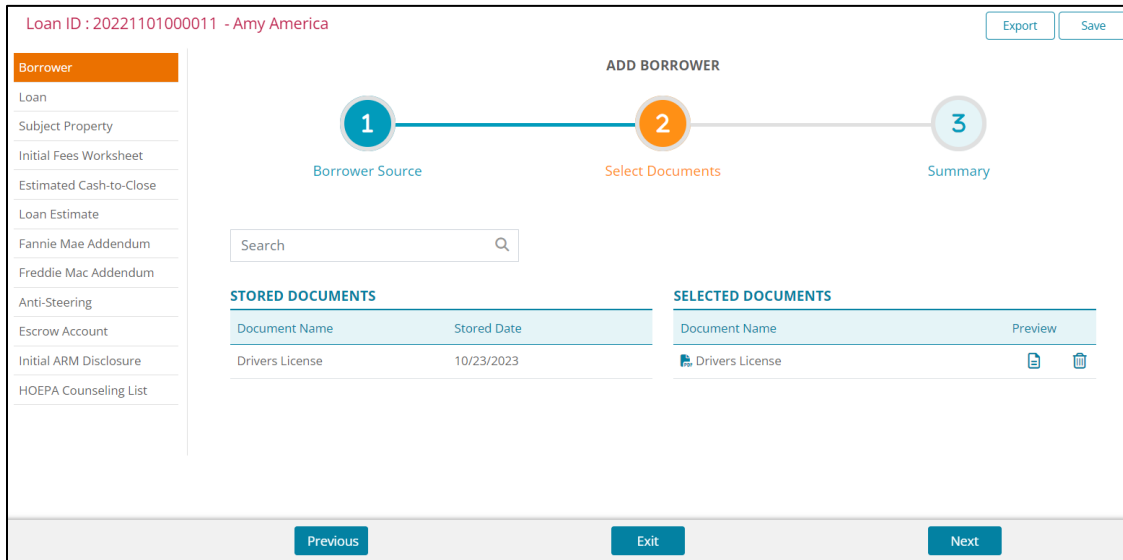 Loan ID : 20221101000011 - Amy America
Export
Save
Borrower
Loan
Subject Property
Initial Fees Worksheet
Estimated Cash-to-Close
Loan Estimate
Fannie Mae Addendum
Freddie Mac Addendum
Anti-Steering
Escrow Account
Initial ARM Disclosure
HOEPA Counseling List
ADD BORROWER
1
2
3
Borrower Source
Select Documents
Summary
Search
STORED DOCUMENTS
Document Name Stored Date
Drivers License 10/23/2023
SELECTED DOCUMENTS
Document Name Preview
PDF Drivers License
Previous
Exit
Next